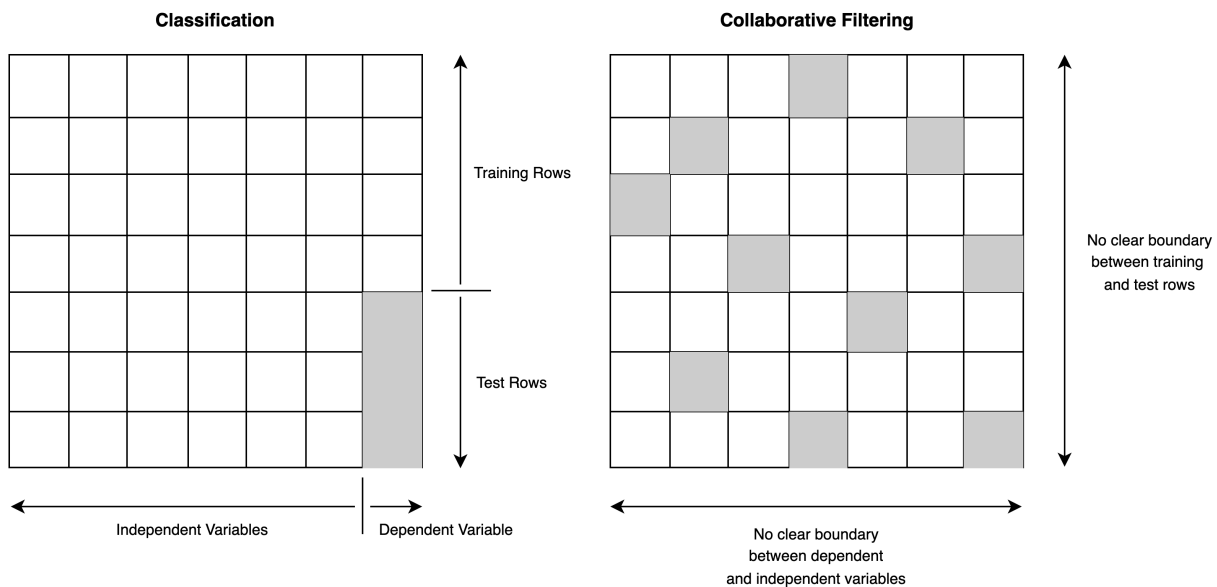 Classification
Collaborative Filtering
Training Rows
Test Rows
Independent Variables
Dependent Variable
No clear boundary
between training
and test rows
No clear boundary
between dependent
and independent variables